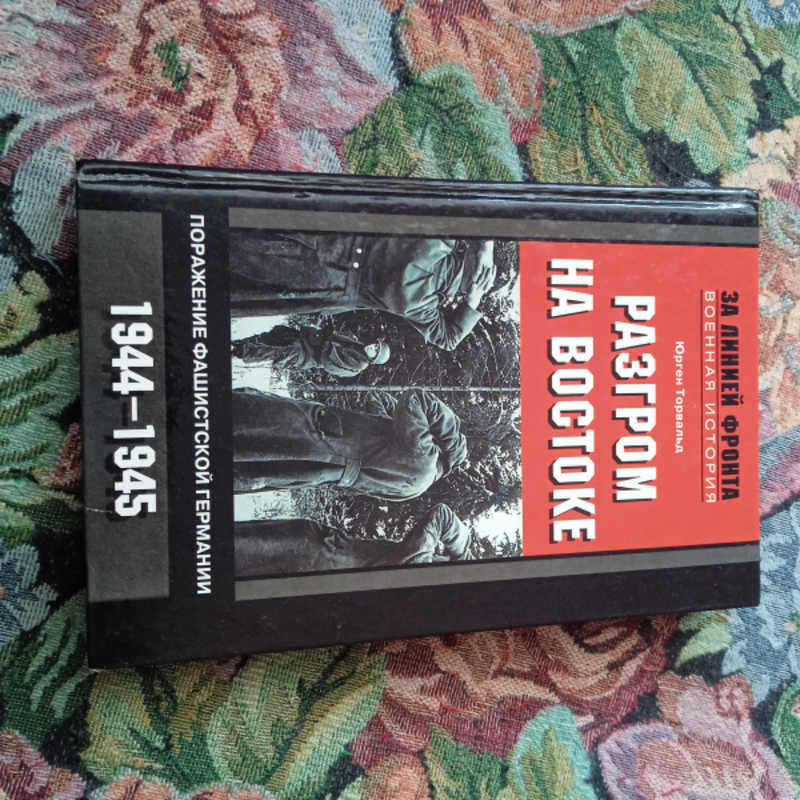 ЗА ЛИНИЕЙ ФРОНТА
ВОЕННАЯ ИСТОРИЯ
Юрген Торвальд
РАЗГРОМ
НА ВОСТОКЕ
ПОРАЖЕНИЕ ФАШИСТСКОЙ ГЕРМАНИИ
1944–1945